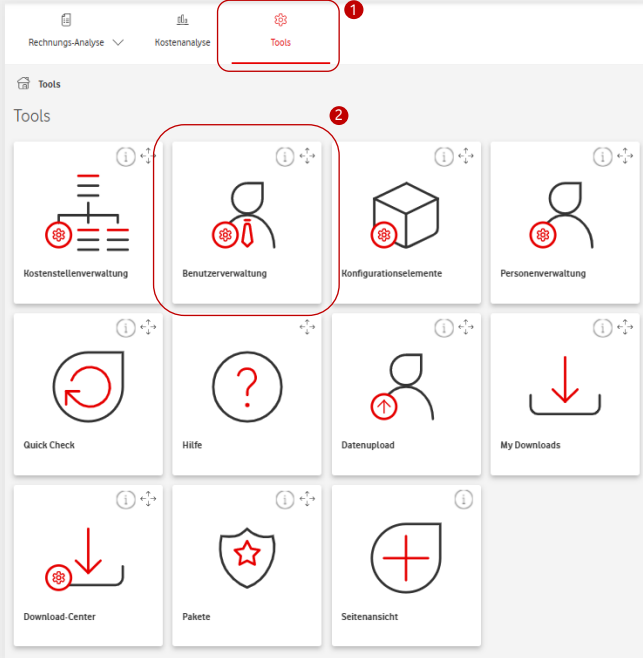 1
Rechnungs-Analyse
Kostenanalyse
Tools
Tools
Tools
2
Kostenstellenverwaltung
Benutzerverwaltung
Konfigurationselemente
Personenverwaltung
Quick Check
Hilfe
Datenupload
My Downloads
Download-Center
Pakete
Seitenansicht